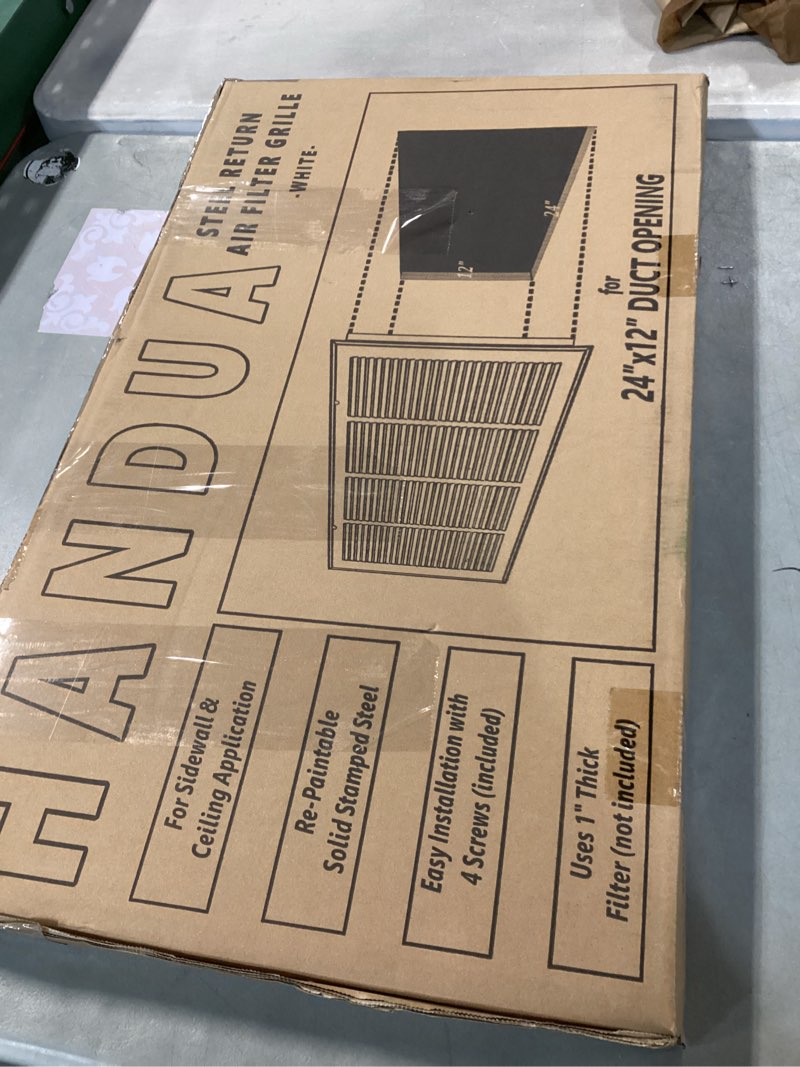 HANDUA
STEEL RETURN
AIR FILTER GRILLE
-WHITE-
12"
24"
for
24"x12" DUCT OPENING
For Sidewall &
Ceiling Application
Re-Paintable
Solid Stamped Steel
Easy Installation with
4 Screws (included)
Uses 1" Thick
Filter (not included)